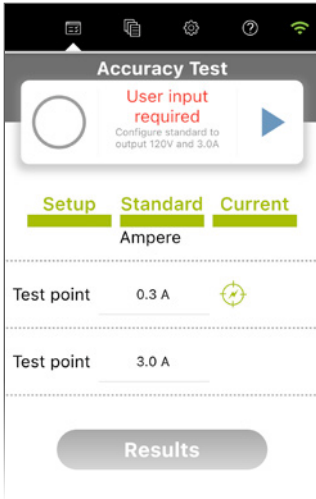 Accuracy Test
User input
required
Configure standard to
output 120V and 3.0A
Setup Standard Current
Ampere
Test point 0.3 A
Test point 3.0 A
Results